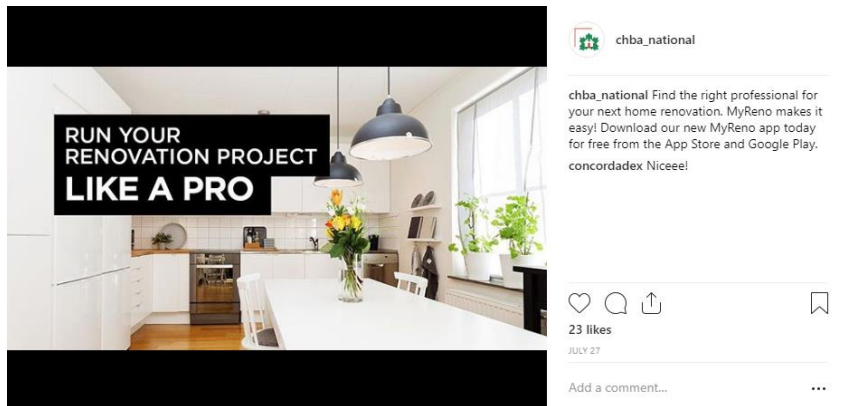 RUN YOUR
RENOVATION PROJECT
LIKE A PRO
chba_national
chba_national Find the right professional for
your next home renovation. MyReno makes it
easy! Download our new MyReno app today
for free from the App Store and Google Play.
concordadex Niceee!
23 likes
JULY 27
Add a comment...